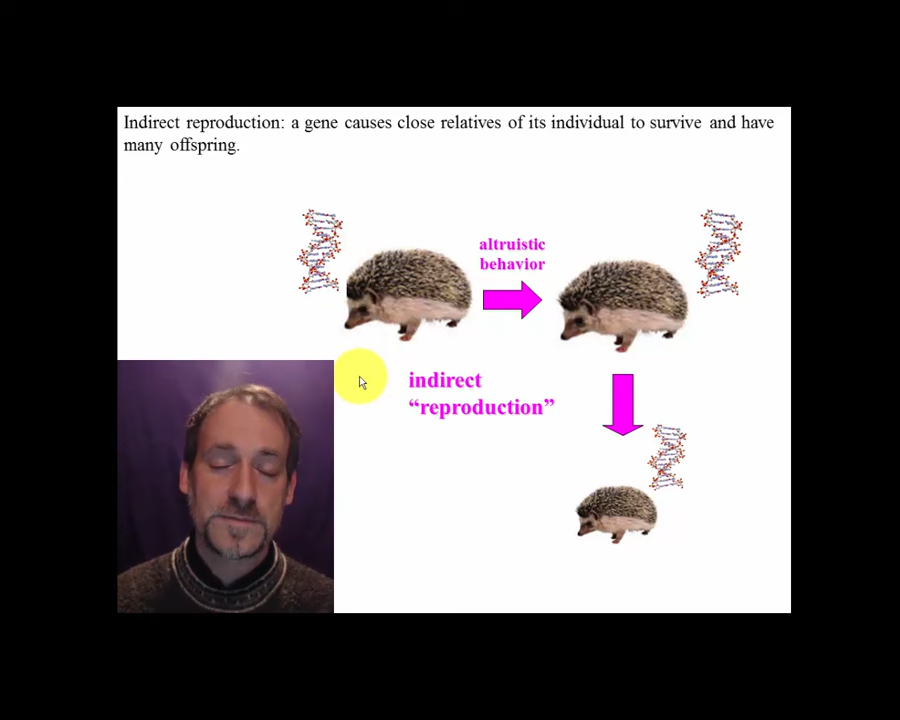 Indirect reproduction: a gene causes close relatives of its individual to survive and have
many offspring.
altruistic
behavior
indirect
“reproduction”